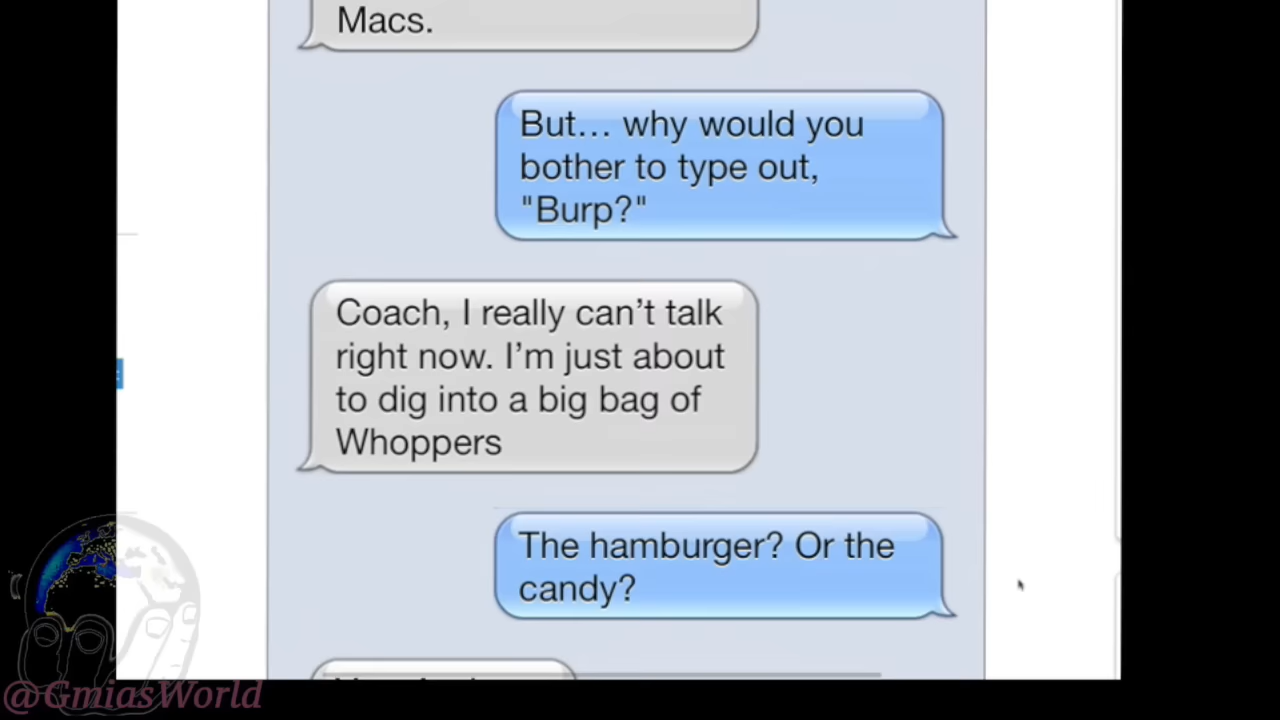 Macs.
But... why would you
bother to type out,
"Burp?"
Coach, I really can’t talk
right now. I’m just about
to dig into a big bag of
Whoppers
The hamburger? Or the
candy?
@GmiasWorld